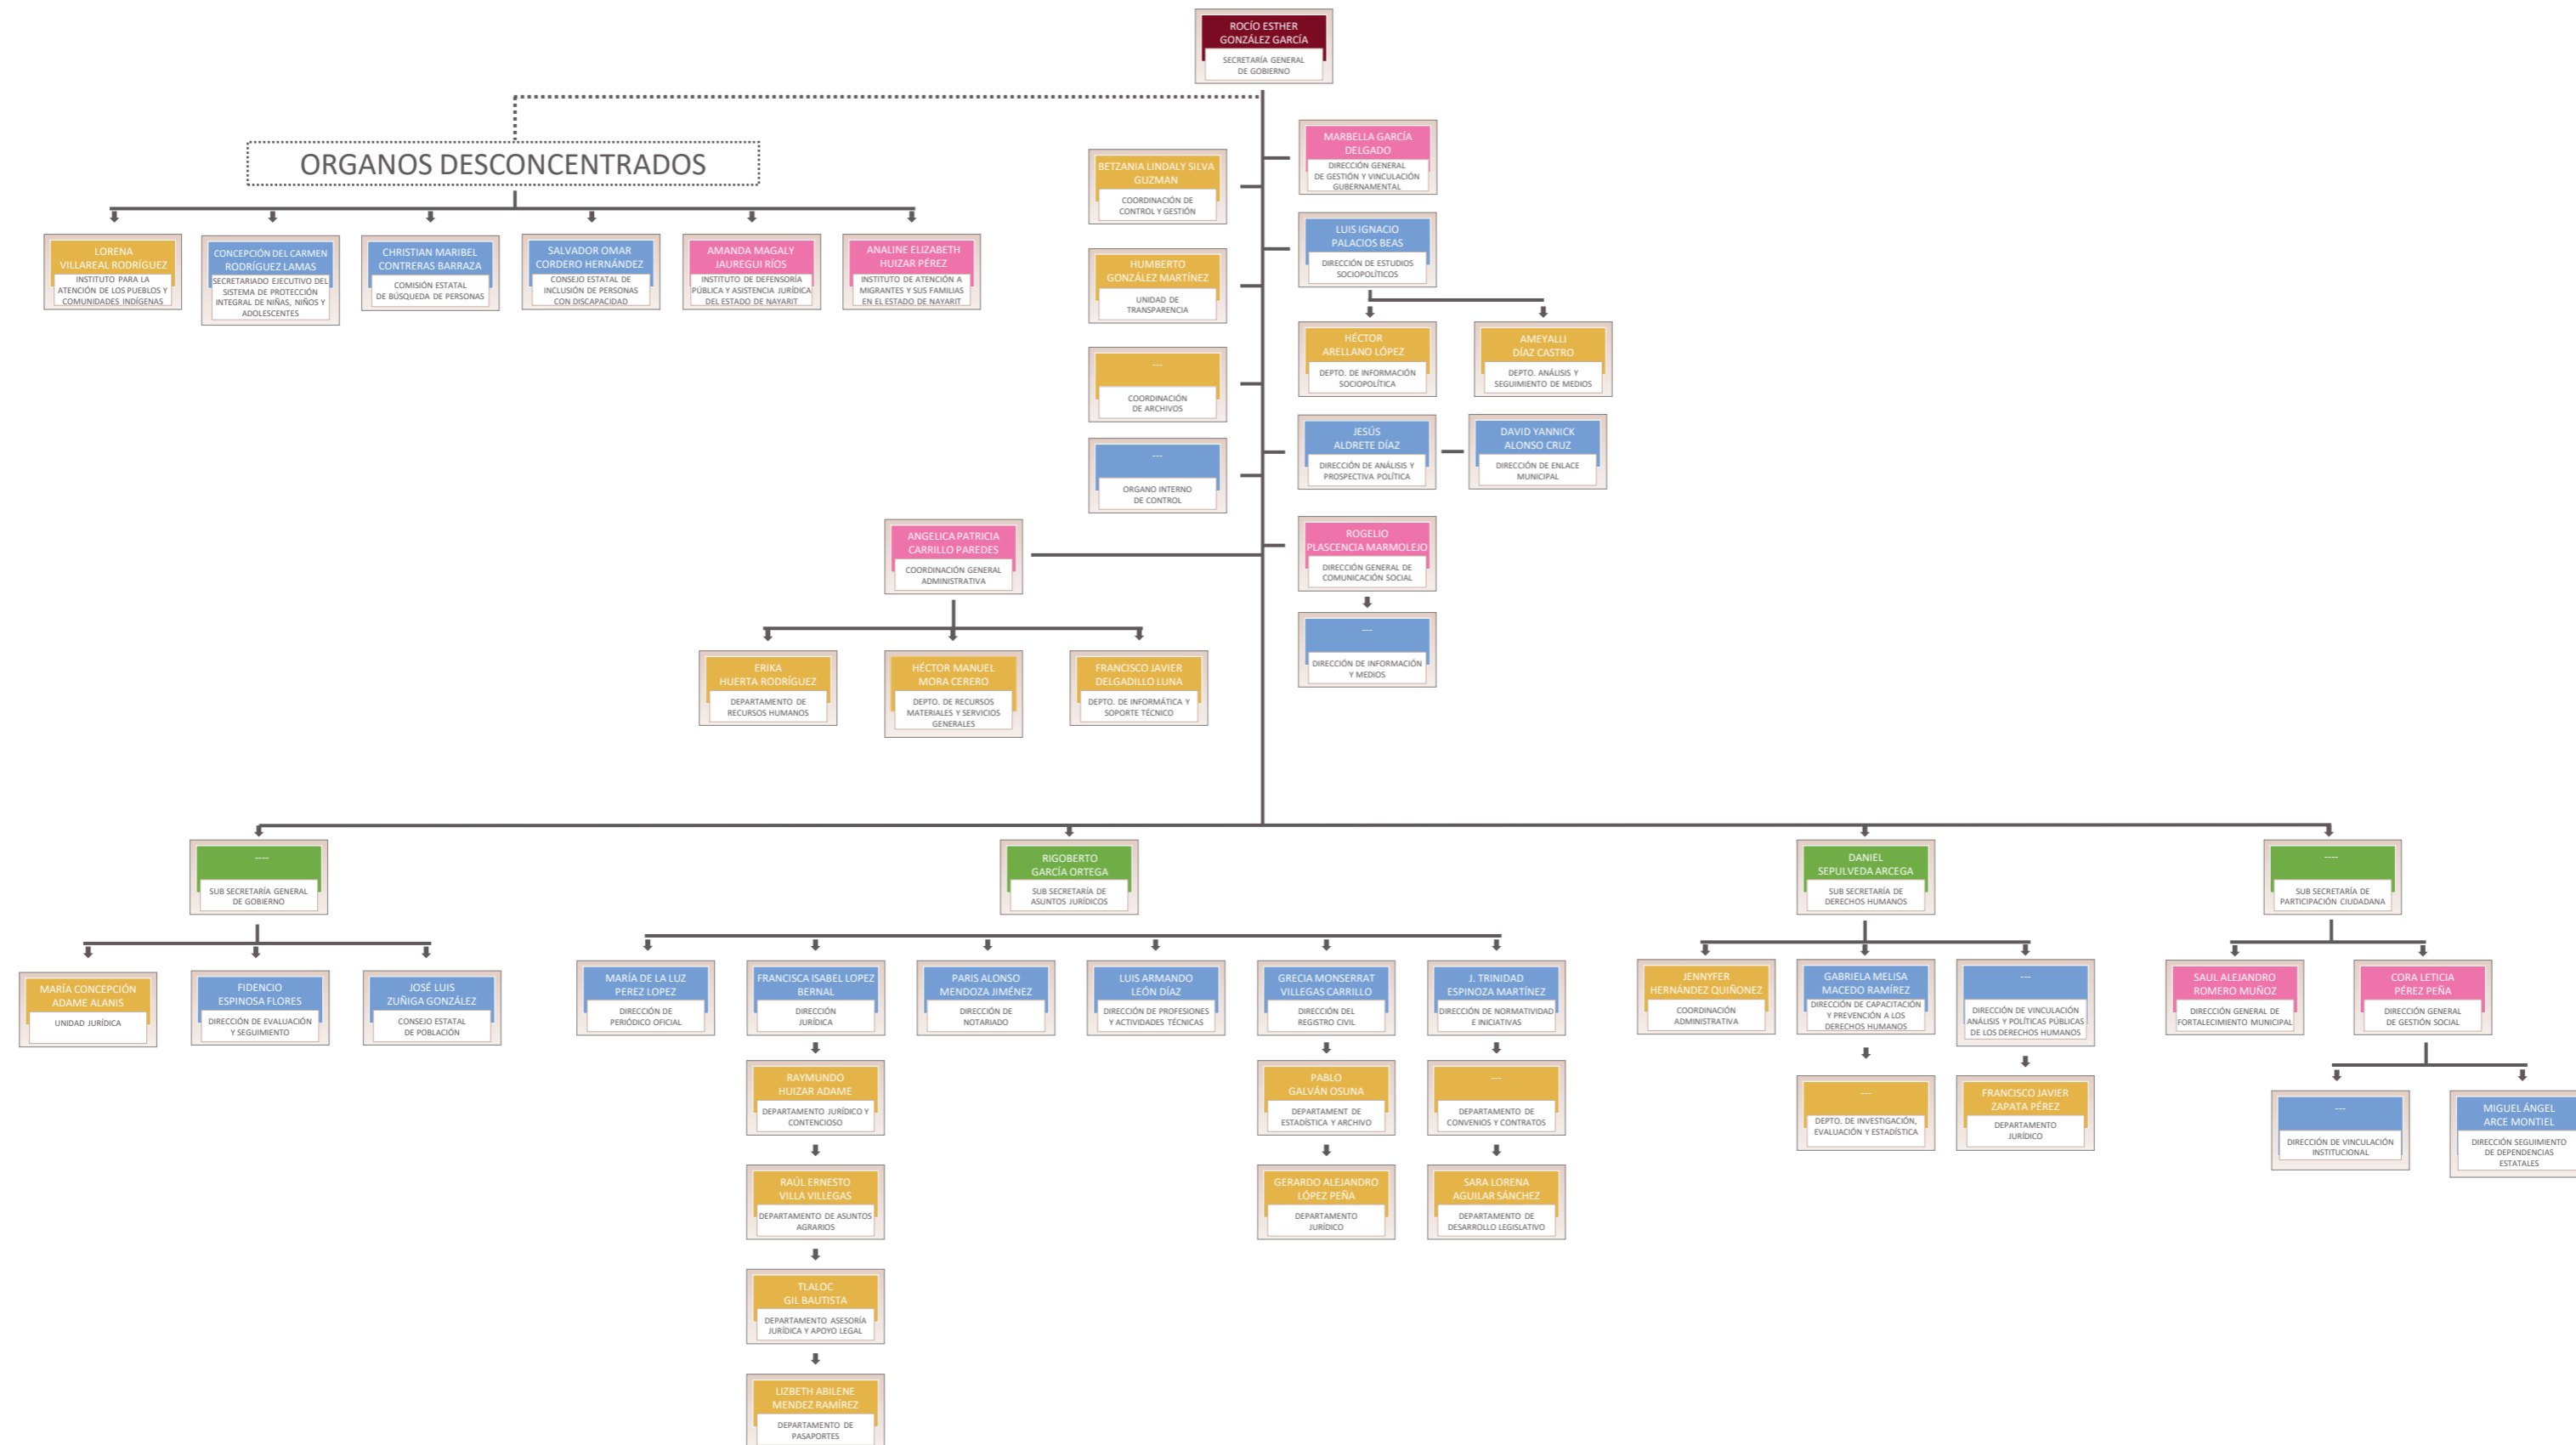 ROCÍO ESTHER
GONZÁLEZ GARCÍA
SECRETARÍA GENERAL
DE GOBIERNO
ORGANOS DESCONCENTRADOS
LORENA
VILLAREAL RODRÍGUEZ
INSTITUTO PARA LA
ATENCIÓN DE LOS PUEBLOS Y
COMUNIDADES INDÍGENAS
CONCEPCIÓN DEL CARMEN
RODRÍGUEZ LAMAS
SECRETARIADO EJECUTIVO DEL
SISTEMA DE PROTECCIÓN
INTEGRAL DE NIÑAS, NIÑOS Y
ADOLESCENTES
CHRISTIAN MARIBEL
CONTRERAS BARRAZA
COMISIÓN ESTATAL
DE BÚSQUEDA DE PERSONAS
SALVADOR OMAR
CORDERO HERNÁNDEZ
CONSEJO ESTATAL DE
INCLUSIÓN DE PERSONAS
CON DISCAPACIDAD
AMANDA MAGALY
JAUREGUI RÍOS
INSTITUTO DE DEFENSORÍA
PÚBLICA Y ASISTENCIA JURÍDICA
DEL ESTADO DE NAYARIT
ANALINE ELIZABETH
HUIZAR PÉREZ
INSTITUTO DE ATENCIÓN A
MIGRANTES Y SUS FAMILIAS
EN EL ESTADO DE NAYARIT
BETZANIA LINDALY SILVA
GUZMAN
COORDINACIÓN DE
CONTROL Y GESTIÓN
HUMBERTO
GONZÁLEZ MARTÍNEZ
UNIDAD DE
TRANSPARENCIA
---
COORDINACIÓN
DE ARCHIVOS
---
ORGANO INTERNO
DE CONTROL
MARBELLA GARCÍA
DELGADO
DIRECCIÓN GENERAL
DE GESTIÓN Y VINCULACIÓN
GUBERNAMENTAL
LUIS IGNACIO
PALACIOS BEAS
DIRECCIÓN DE ESTUDIOS
SOCIOPOLÍTICOS
HÉCTOR
ARELLANO LÓPEZ
DEPTO. DE INFORMACIÓN
SOCIOPOLÍTICA
AMEYALLI
DÍAZ CASTRO
DEPTO. ANÁLISIS Y
SEGUIMIENTO DE MEDIOS
JESÚS
ALDRETE DÍAZ
DIRECCIÓN DE ANÁLISIS Y
PROSPECTIVA POLÍTICA
DAVID YANNICK
ALONSO CRUZ
DIRECCIÓN DE ENLACE
MUNICIPAL
ROGELIO
PLASCENCIA MARMOLEJO
DIRECCIÓN GENERAL DE
COMUNICACIÓN SOCIAL
---
DIRECCIÓN DE INFORMACIÓN
Y MEDIOS
ANGELICA PATRICIA
CARRILLO PAREDES
COORDINACIÓN GENERAL
ADMINISTRATIVA
ERIKA
HUERTA RODRÍGUEZ
DEPARTAMENTO DE
RECURSOS HUMANOS
HÉCTOR MANUEL
MORA CERERO
DEPTO. DE RECURSOS
MATERIALES Y SERVICIOS
GENERALES
FRANCISCO JAVIER
DELGADILLO LUNA
DEPTO. DE INFORMÁTICA Y
SOPORTE TÉCNICO
----
SUB SECRETARÍA GENERAL
DE GOBIERNO
MARÍA CONCEPCIÓN
ADAME ALANIS
UNIDAD JURÍDICA
FIDENCIO
ESPINOSA FLORES
DIRECCIÓN DE EVALUACIÓN
Y SEGUIMIENTO
JOSÉ LUIS
ZUÑIGA GONZÁLEZ
CONSEJO ESTATAL
DE POBLACIÓN
RIGOBERTO
GARCÍA ORTEGA
SUB SECRETARÍA DE
ASUNTOS JURÍDICOS
MARÍA DE LA LUZ
PEREZ LOPEZ
DIRECCIÓN DE
PERIÓDICO OFICIAL
FRANCISCA ISABEL LOPEZ
BERNAL
DIRECCIÓN
JURÍDICA
RAYMUNDO
HUIZAR ADAME
DEPARTAMENTO JURÍDICO Y
CONTENCIOSO
RAÚL ERNESTO
VILLA VILLEGAS
DEPARTAMENTO DE ASUNTOS
AGRARIOS
TLALOC
GIL BAUTISTA
DEPARTAMENTO ASESORÍA
JURÍDICA Y APOYO LEGAL
LIZBETH ABILENE
MENDEZ RAMÍREZ
DEPARTAMENTO DE
PASAPORTES
PARIS ALONSO
MENDOZA JIMÉNEZ
DIRECCIÓN DE
NOTARIADO
LUIS ARMANDO
LEÓN DÍAZ
DIRECCIÓN DE PROFESIONES
Y ACTIVIDADES TÉCNICAS
GRECIA MONSERRAT
VILLEGAS CARRILLO
DIRECCIÓN DEL
REGISTRO CIVIL
PABLO
GALVÁN OSUNA
DEPARTAMENT DE
ESTADÍSTICA Y ARCHIVO
GERARDO ALEJANDRO
LÓPEZ PEÑA
DEPARTAMENTO
JURÍDICO
J. TRINIDAD
ESPINOZA MARTÍNEZ
DIRECCIÓN DE NORMATIVIDAD
E INICIATIVAS
---
DEPARTAMENTO DE
CONVENIOS Y CONTRATOS
SARA LORENA
AGUILAR SÁNCHEZ
DEPARTAMENTO DE
DESARROLLO LEGISLATIVO
DANIEL
SEPULVEDA ARCEGA
SUB SECRETARÍA DE
DERECHOS HUMANOS
JENNYFER
HERNÁNDEZ QUIÑONEZ
COORDINACIÓN
ADMINISTRATIVA
GABRIELA MELISA
MACEDO RAMÍREZ
DIRECCIÓN DE CAPACITACIÓN
Y PREVENCIÓN A LOS
DERECHOS HUMANOS
---
DEPTO. DE INVESTIGACIÓN,
EVALUACIÓN Y ESTADÍSTICA
---
DIRECCIÓN DE VINCULACIÓN
ANÁLISIS Y POLÍTICAS PÚBLICAS
DE LOS DERECHOS HUMANOS
FRANCISCO JAVIER
ZAPATA PÉREZ
DEPARTAMENTO
JURÍDICO
----
SUB SECRETARÍA DE
PARTICIPACIÓN CIUDADANA
SAUL ALEJANDRO
ROMERO MUÑOZ
DIRECCIÓN GENERAL DE
FORTALECIMIENTO MUNICIPAL
CORA LETICIA
PÉREZ PEÑA
DIRECCIÓN GENERAL
DE GESTIÓN SOCIAL
---
DIRECCIÓN DE VINCULACIÓN
INSTITUCIONAL
MIGUEL ÁNGEL
ARCE MONTIEL
DIRECCIÓN SEGUIMIENTO
DE DEPENDENCIAS
ESTATALES